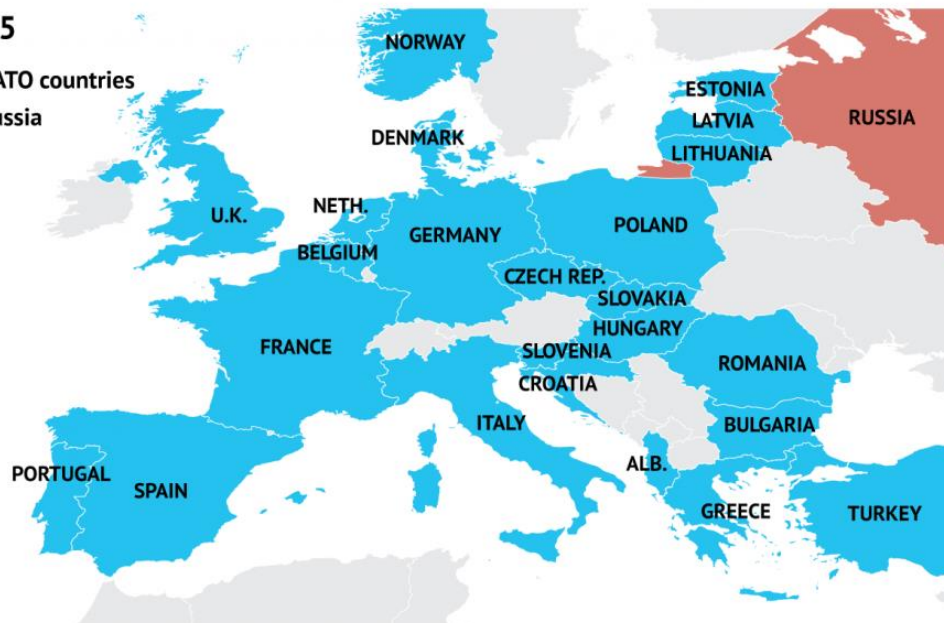 5
ATO countries
ussia
NORWAY
ESTONIA
LATVIA
RUSSIA
DENMARK
LITHUANIA
NETH.
U.K.
POLAND
GERMANY
BELGIUM
CZECH REP.
SLOVAKIA
HUNGARY
FRANCE
SLOVENIA
ROMANIA
CROATIA
ITALY
BULGARIA
ALB.
PORTUGAL
SPAIN
GREECE
TURKEY